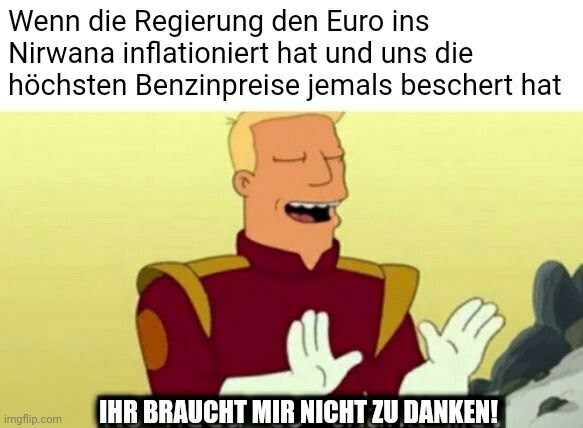 Wenn die Regierung den Euro ins
Nirwana inflationiert hat und uns die
höchsten Benzinpreise jemals beschert hat
IHR BRAUCHT MIR NICHT ZU DANKEN!
imgflip.com